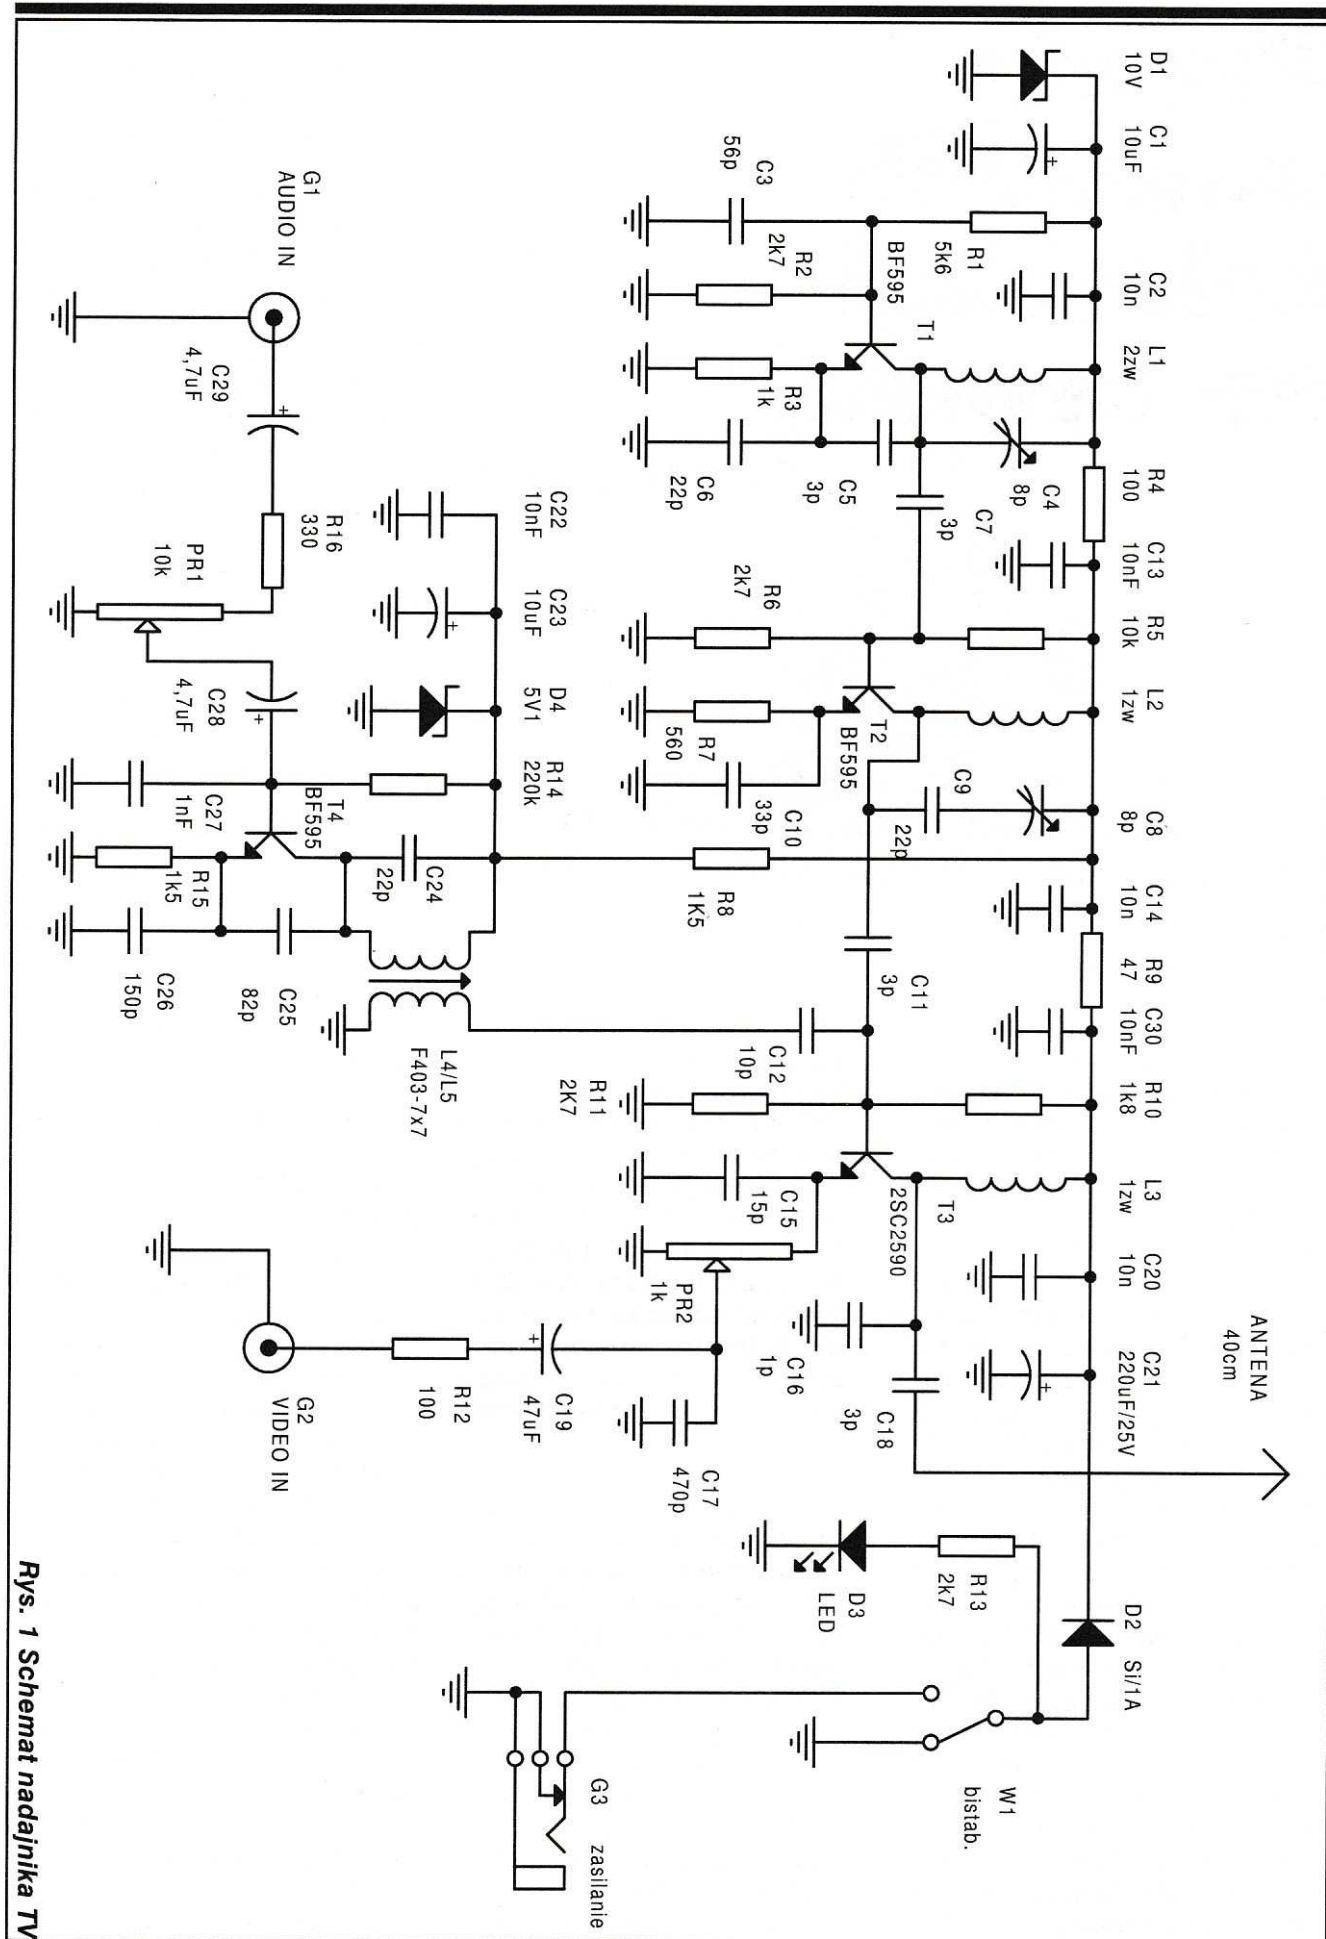 ANTENA
40cm
D1
10V
C1
10uF
C2
10n
L1
2zw
R4
100
C13
10nF
R5
10k
L2
1zw
C8
8p
C14
10n
R9
47
C30
10nF
R10
1k8
L3
1zw
C20
10n
C21
220uF/25V
D2 Si/1A
R1
5k6
C4
8p
C7
3p
C9
22p
BF595
T1
C3
56p
R2
2k7
R3
1k
C5
3p
C6
22p
R6
2k7
T2
BF595
R7
560
C10
33p
R8
1K5
C11
3p
C12
10p
R11
2K7
T3
2SC2590
C15
15p
PR2
1k
C16
1p
C18
3p
C17
470p
R13
2k7
D3
LED
W1
bistab.
G3 zasilanie
C22
10nF
C23
10uF
D4
5V1
R14
220k
C24
22p
L4/L5
F403-7x7
C19
47uF
R12
100
G2
VIDEO IN
G1
AUDIO IN
C29
4,7uF
R16
330
PR1
10k
C28
4,7uF
C27
1nF
T4
BF595
R15
1k5
C25
82p
C26
150p
+
+
+
+
+
+
+
Rys. 1 Schemat nadajnika TV